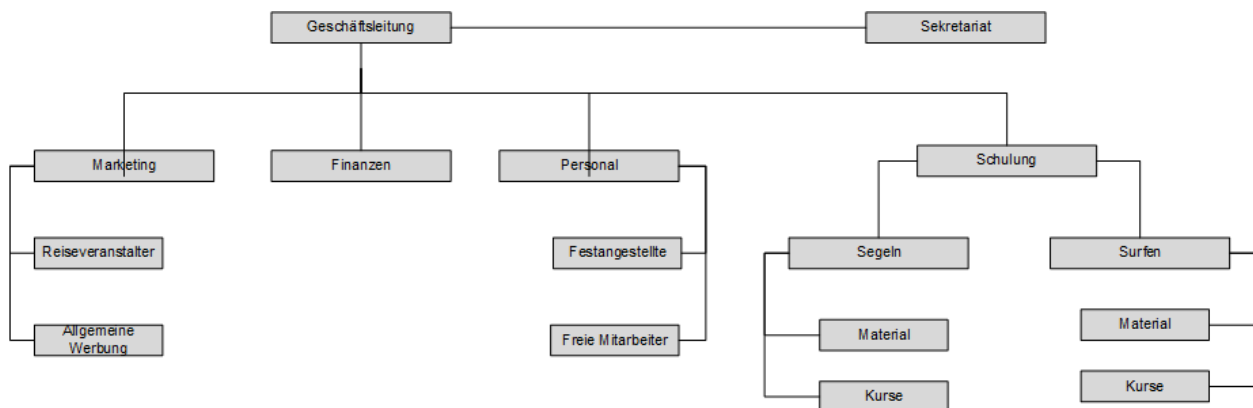 Geschäftsleitung
Sekretariat
Marketing
Finanzen
Personal
Schulung
Reiseveranstalter
Festangestellte
Segeln
Surfen
Allgemeine
Werbung
Freie Mitarbeiter
Material
Material
Kurse
Kurse